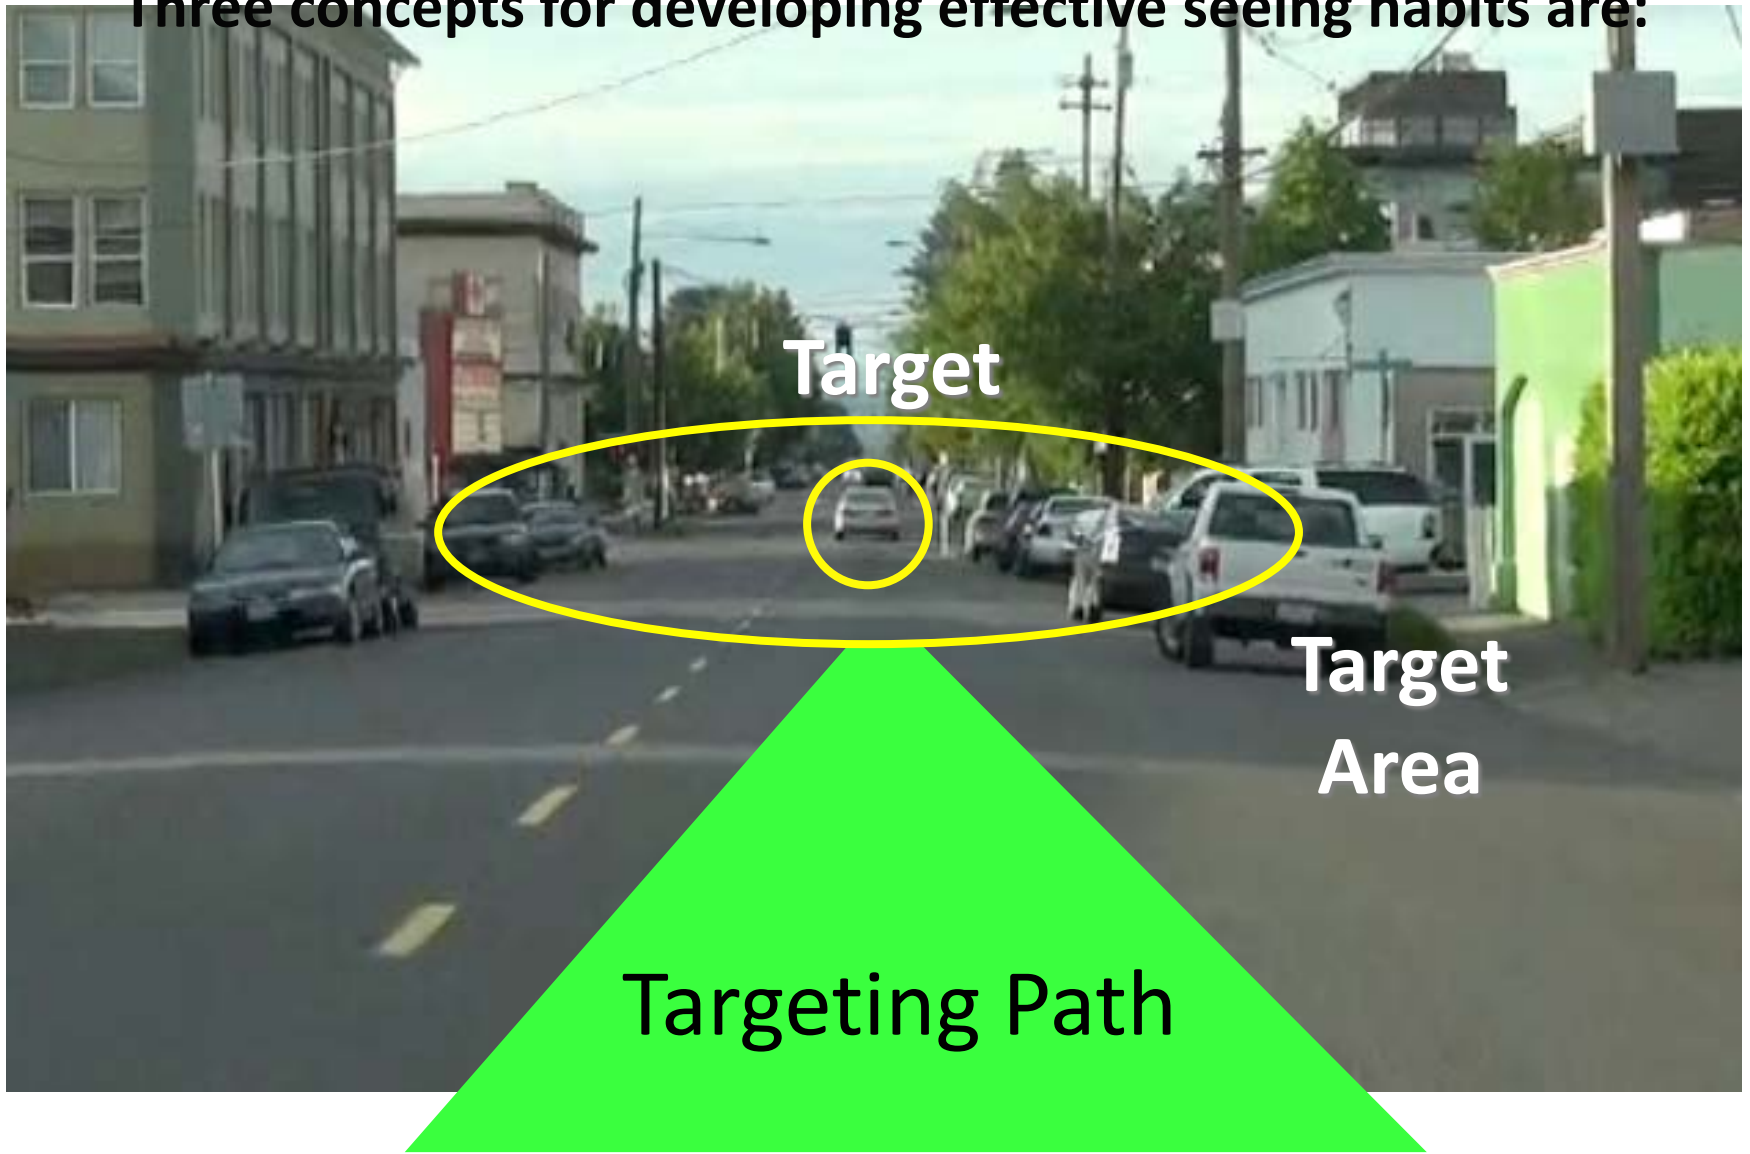 Three concepts for developing effective seeing habits are:
Target
Target
Area
Targeting Path